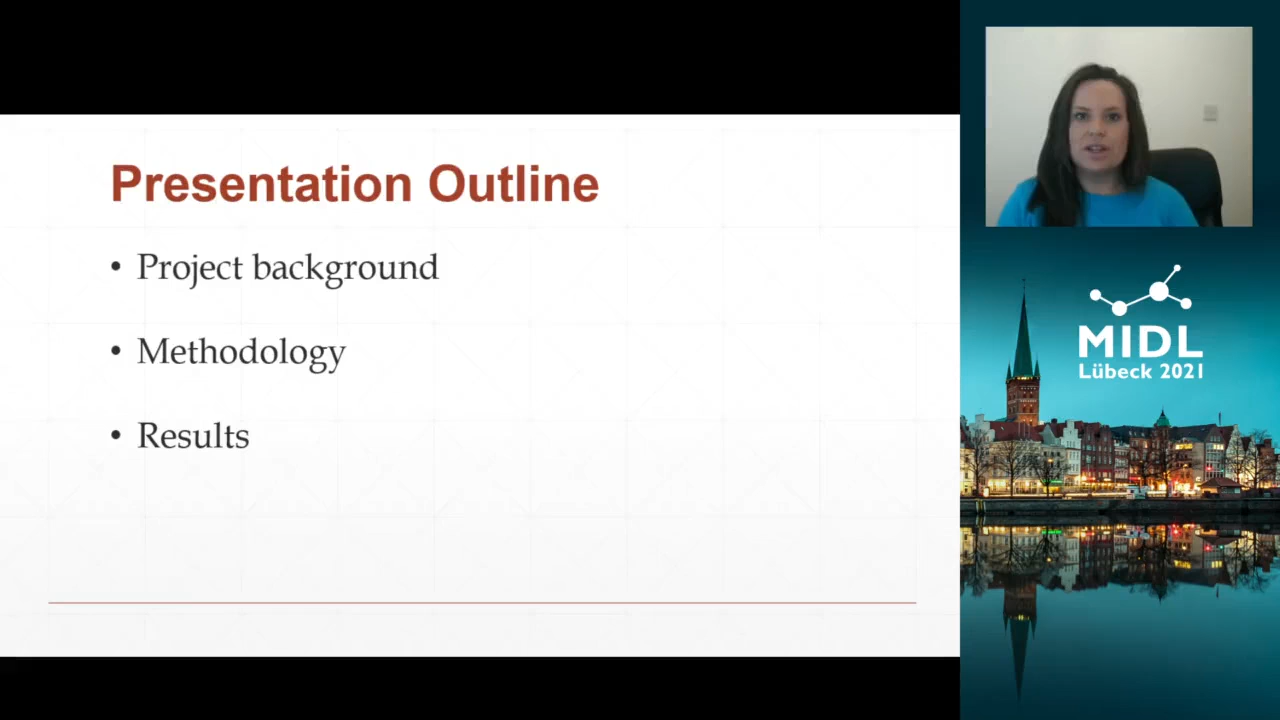 Presentation Outline
• Project background
• Methodology
• Results
MIDL
Lübeck 2021